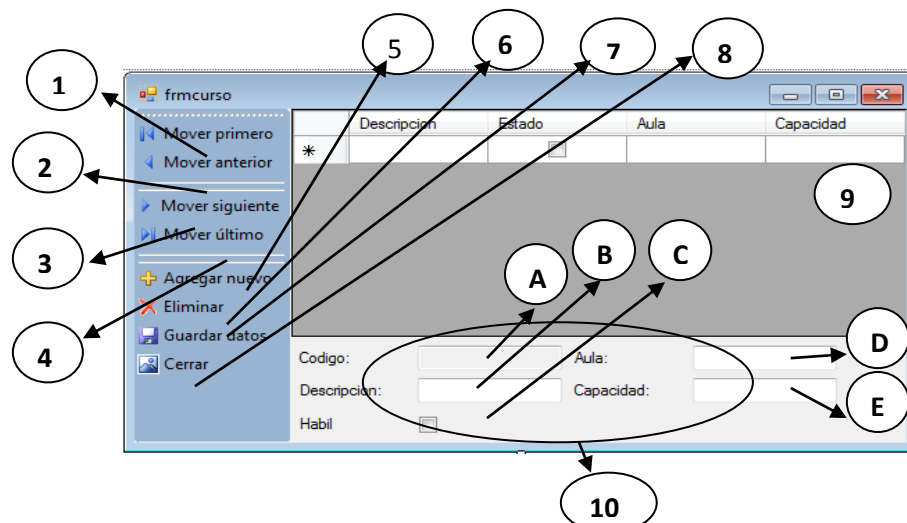 5 6 7 8
1
frmcurso
Mover primero
Mover anterior
Mover siguiente
Mover último
Agregar nuevo
Eliminar
Guardar datos
Cerrar
Descripcion Estado Aula Capacidad
*
2
3
4
9
A B C
D
E
Codigo: Aula:
Descripcion: Capacidad:
Habil
10